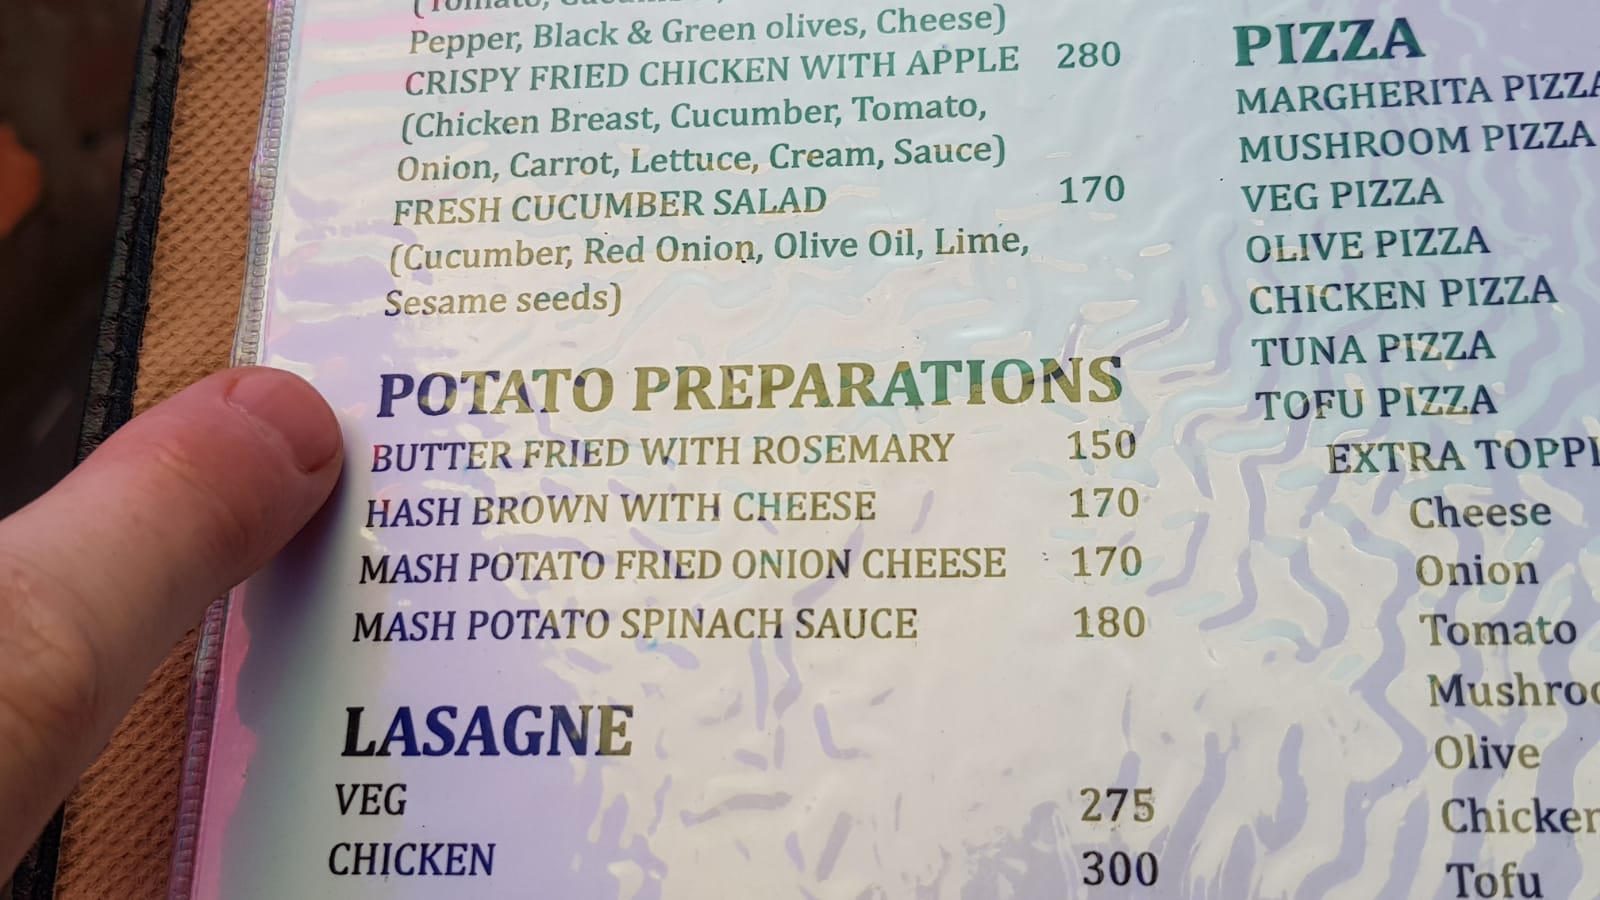 Pepper, Black & Green olives, Cheese)
CRISPY FRIED CHICKEN WITH APPLE 280
(Chicken Breast, Cucumber, Tomato,
Onion, Carrot, Lettuce, Cream, Sauce)
FRESH CUCUMBER SALAD 170
(Cucumber, Red Onion, Olive Oil, Lime,
Sesame seeds)
POTATO PREPARATIONS
BUTTER FRIED WITH ROSEMARY 150
HASH BROWN WITH CHEESE 170
MASH POTATO FRIED ONION CHEESE 170
MASH POTATO SPINACH SAUCE 180
LASAGNE
VEG 275
CHICKEN 300
PIZZA
MARGHERITA PIZZA
MUSHROOM PIZZA
VEG PIZZA
OLIVE PIZZA
CHICKEN PIZZA
TUNA PIZZA
TOFU PIZZA
EXTRA
Cheese
Onion
Tomato
Olive
Chicken
Tofu